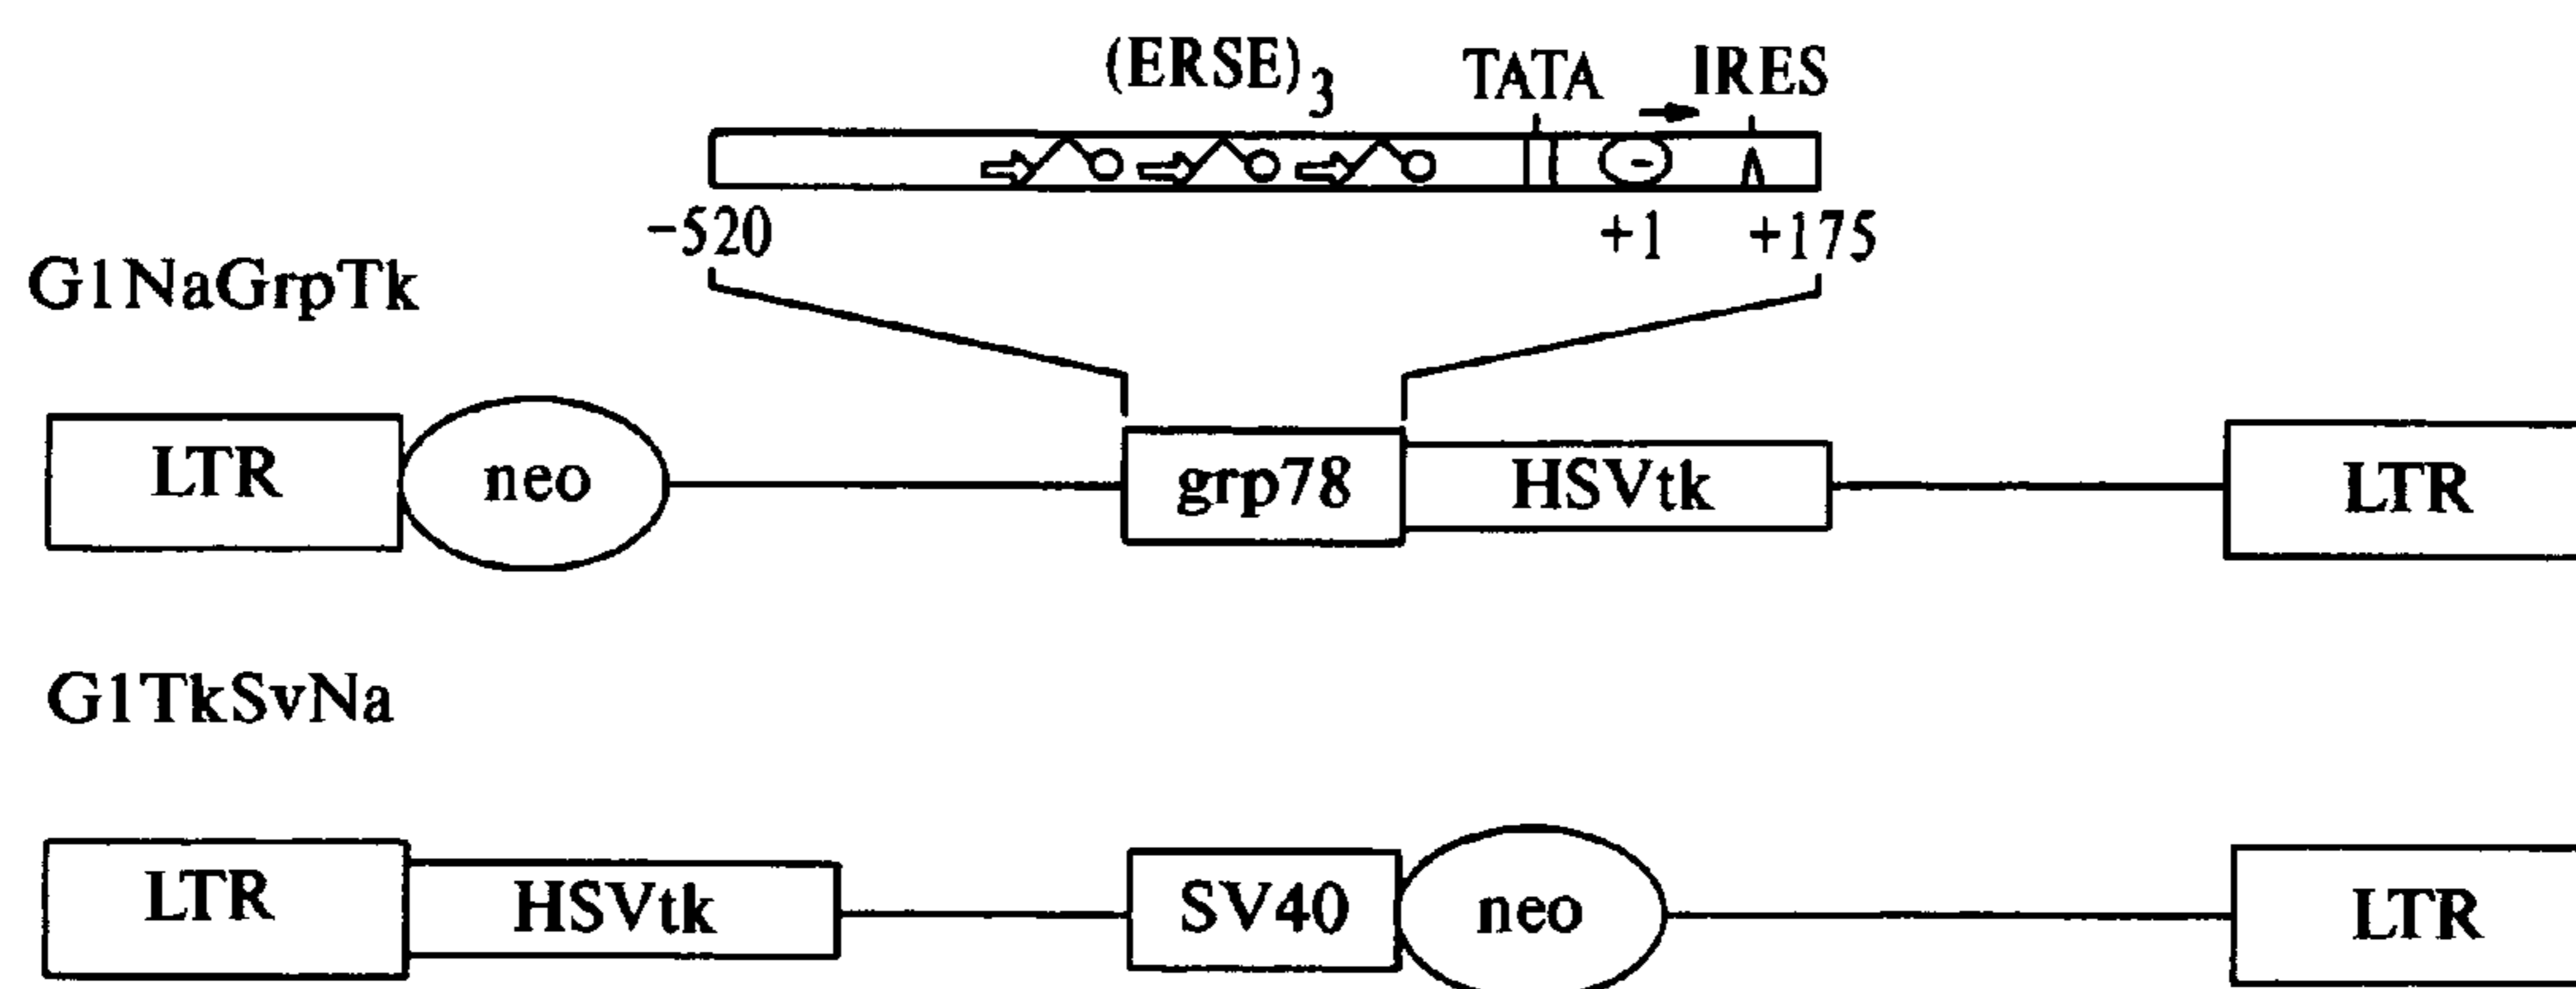 (ERSE)3 TATA IRES
-
-520 +1 +175
G1NaGrpTk
LTR neo grp78 HSVtk LTR
G1TkSvNa
LTR HSVtk SV40 neo LTR